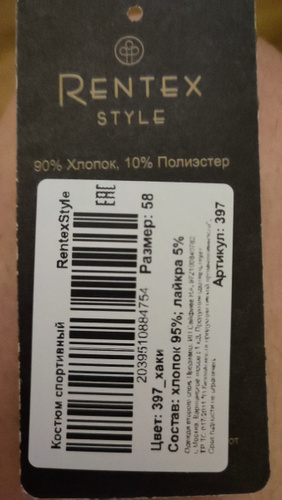 RENTEX
STYLE
90% Хлопок, 10% Полиэстер
Костюм спортивный RentexStyle
EAC
2039510884754
Размер: 58
Цвет: 397_хаки
Состав: хлопок 95%; лайкра 5%
Артикул: 397